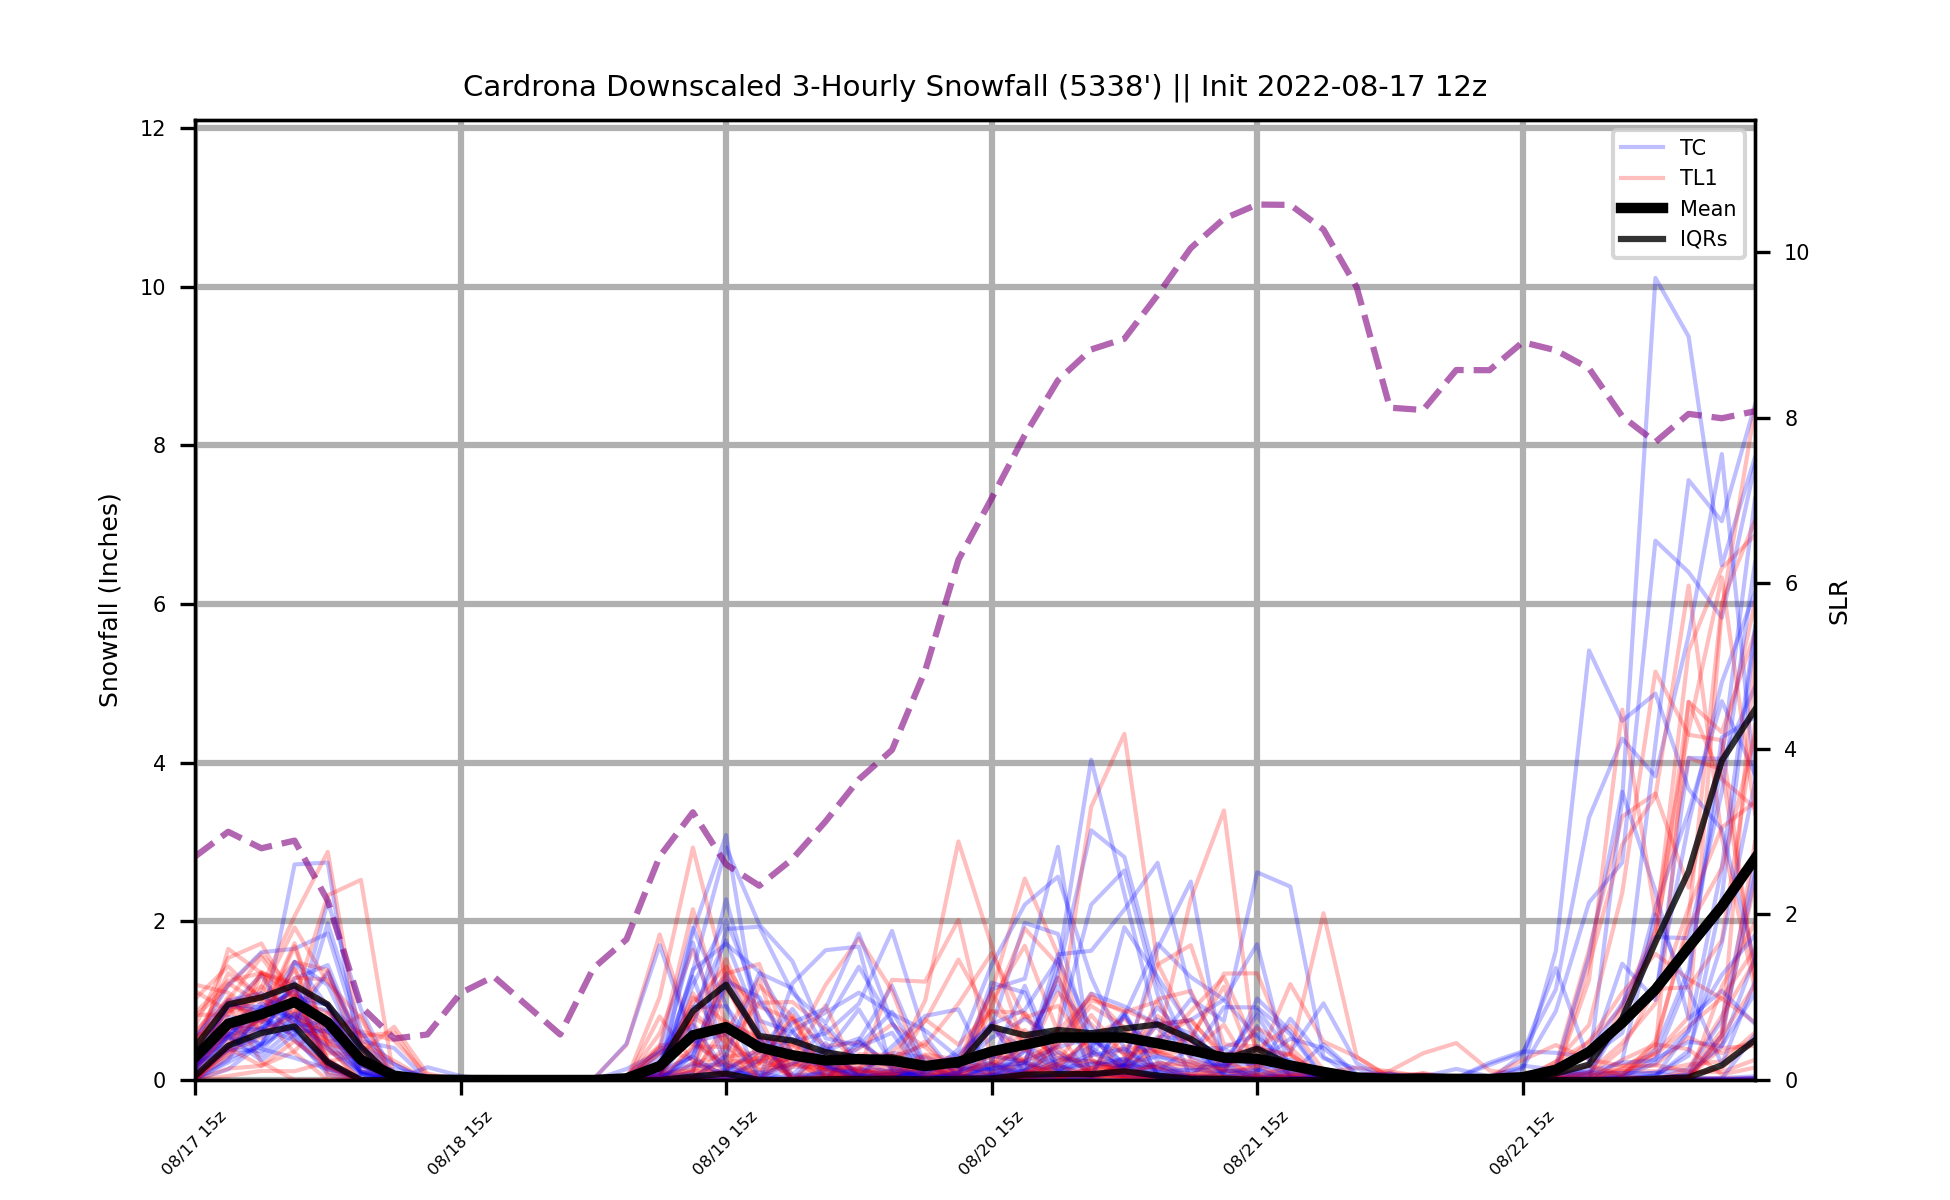 Cardrona Downscaled 3-Hourly Snowfall (5338') || Init 2022-08-17 12z
TC
TL1
Mean
IQRs
12
10
8
6
4
2
0
Snowfall (Inches)
10
8
6
4
2
0
SLR
08/17 15z
08/18 15z
08/19 15z
08/20 15z
08/21 15z
08/22 15z